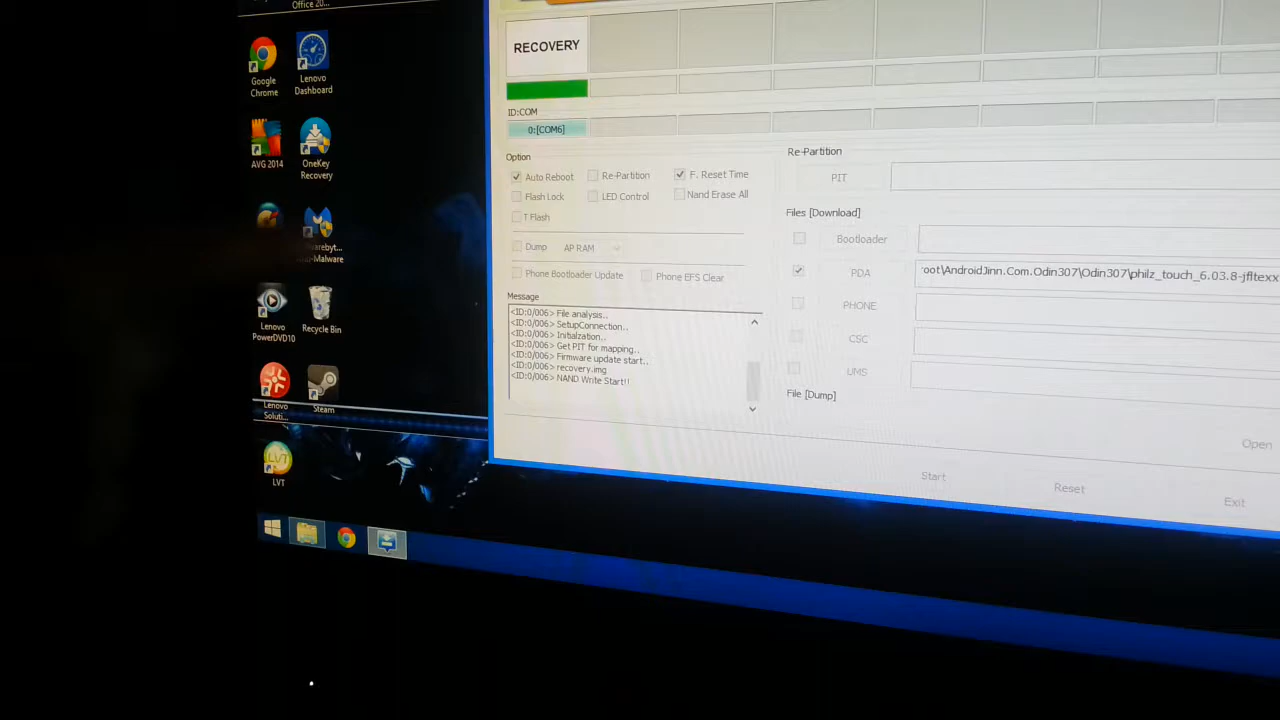 Office 20...
Google
Chrome
Lenovo
Dashboard
AVG 2014
OneKey
Recovery
-Malware
Lenovo
PowerDVD10
Recycle Bin
Lenovo
Soluti...
Steam
LVT
LVT
RECOVERY
ID:COM
0:[COM6]
Option
Auto Reboot
Re-Partition
F. Reset Time
Flash Lock
LED Control
Nand Erase All
T Flash
Dump
AP RAM
Phone Bootloader Update
Phone EFS Clear
Message
<ID:0/006> File analysis..
<ID:0/006> SetupConnection..
<ID:0/006> Initialzation..
<ID:0/006> Get PIT for mapping..
<ID:0/006> Firmware update start..
<ID:0/006> recovery.img
<ID:0/006> NAND Write Start!!
Re-Partition
PIT
Files [Download]
Bootloader
PDA
oot\AndroidJinn.Com.Odin307\Odin307\philz_touch_6.03.8-jfltexx
PHONE
CSC
UMS
File [Dump]
Open
Start
Reset
Exit